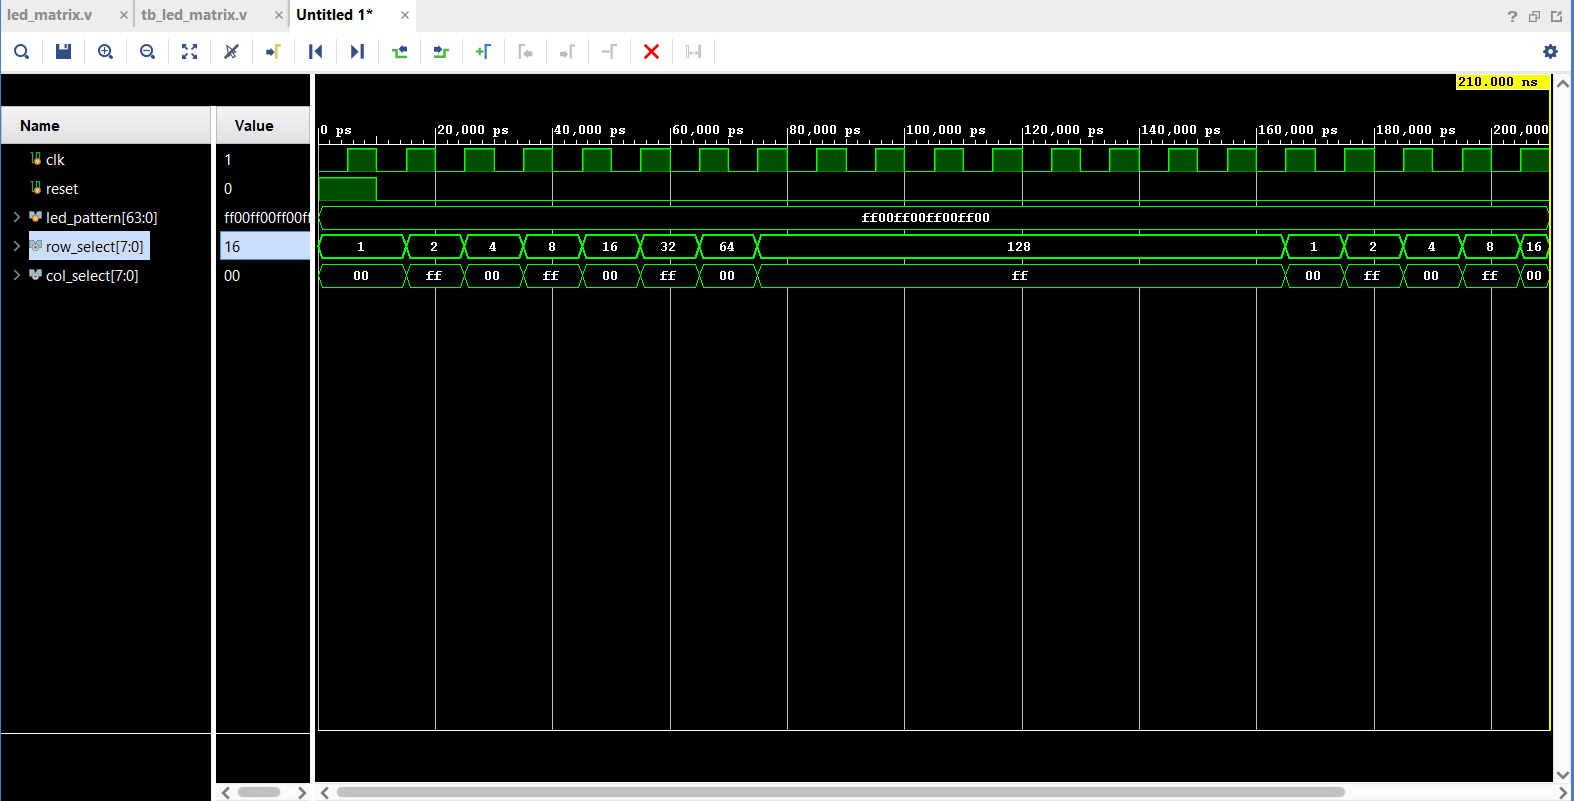 led_matrix.v × tb_led_matrix.v × Untitled 1* × ?
210.000 ns
Name Value
0 ps 20,000 ps 40,000 ps 60,000 ps 80,000 ps 100,000 ps 120,000 ps 140,000 ps 160,000 ps 180,000 ps 200,000
clk 1
reset 0
led_pattern[63:0] ff00ff00ff00ff ff00ff00ff00ff00
row_select[7:0] 16 1 2 4 8 16 32 64 128 1 2 4 8 16
col_select[7:0] 00 00 ff 00 ff 00 ff 00 ff 00 ff 00 ff 00